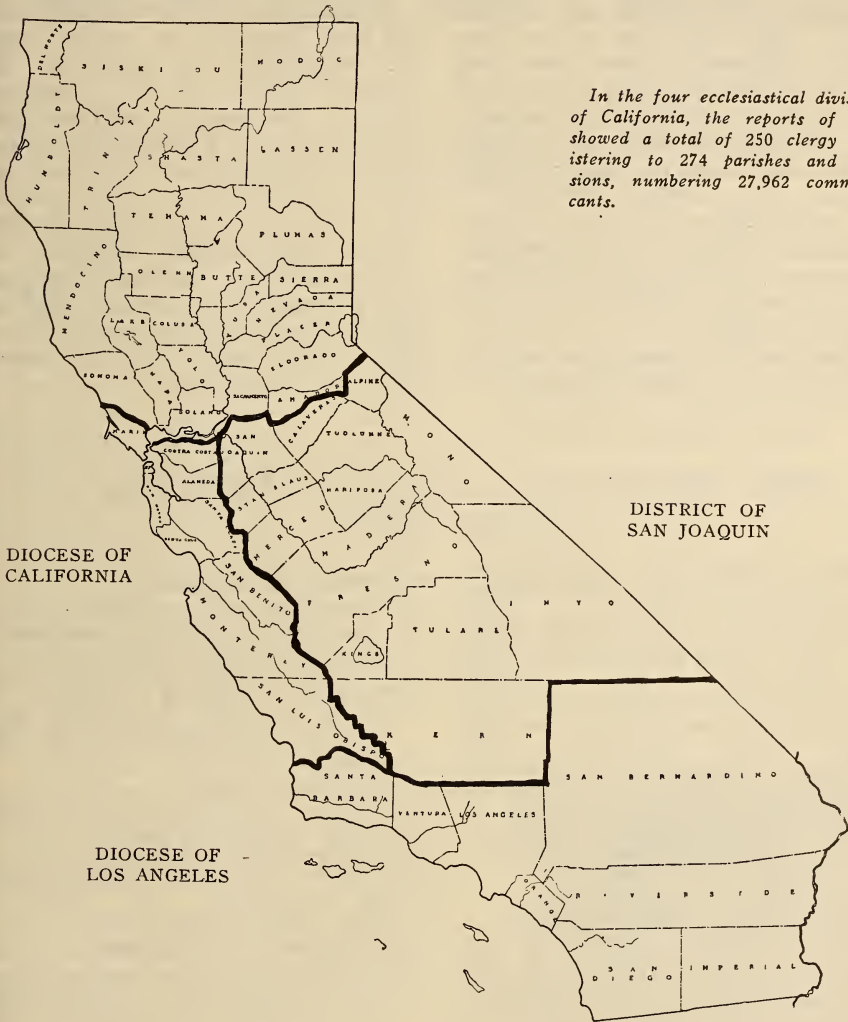 DEL NORTE
SISKIYOU
MODOC
HUMBOLDT
TRINITY
SHASTA
LASSEN
In the four ecclesiastical divis
of California, the reports of
showed a total of 250 clergy
istering to 274 parishes and
sions, numbering 27,962 comm
cants.
TEHAMA
PLUMAS
MENDOCINO
GLENN
BUTTE
SIERRA
LAKE
COLUSA
YUBA
NEVADA
PLACER
YOLO
ELDORADO
SONOMA
NAPA
SACRAMENTO
AMADOR
ALPINE
SOLANO
MARIN
CALAVERAS
SAN
JOAQUIN
CONTRA COSTA
TUOLUMNE
MONO
ALAMEDA
STANISLAUS
MARIPOSA
MERCED
MADERA
DISTRICT OF
SAN JOAQUIN
DIOCESE OF
CALIFORNIA
SAN BENITO
FRESNO
INYO
MONTEREY
TULARE
KINGS
SAN LUIS
OBISPO
KERN
SANTA
BARBARA
VENTURA
LOS ANGELES
SAN BERNARDINO
DIOCESE OF
LOS ANGELES
ORANGE
RIVERSIDE
SAN
DIEGO
IMPERIAL